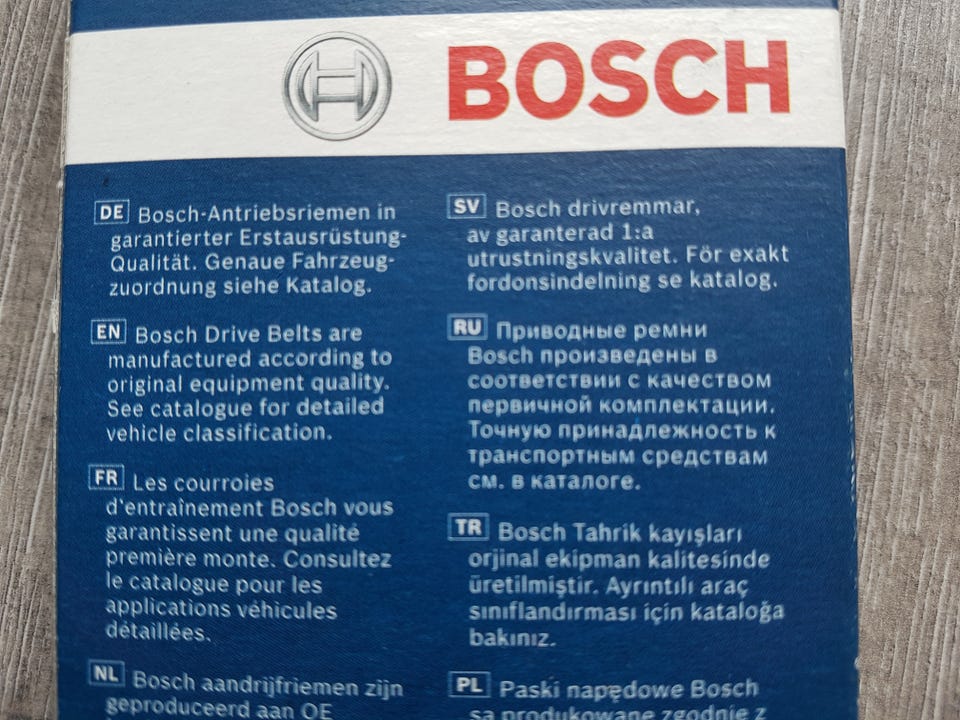 BOSCH
DE Bosch-Antriebsriemen in
garantierter Erstausrüstung-
Qualität. Genaue Fahrzeug-
zuordnung siehe Katalog.
EN Bosch Drive Belts are
manufactured according to
original equipment quality.
See catalogue for detailed
vehicle classification.
FR Les courroies
d'entraînement Bosch vous
garantissent une qualité
première monte. Consultez
le catalogue pour les
applications véhicules
détaillées.
NL Bosch aandrijfriemen zijn
geproduceerd aan OE
SV Bosch drivremmar,
av garanterad 1:a
utrustningskvalitet. För exakt
fordonsindelning se katalog.
RU Приводные ремни
Bosch произведены в
соответствии с качеством
первичной комплектации.
Точную принадлежность к
транспортным средствам
см. в каталоге.
TR Bosch Tahrik kayışları
orjinal ekipman kalitesinde
üretilmiştir. Ayrıntılı araç
sınıflandırması için kataloğa
bakınız.
PL Paski napędowe Bosch
są produkowane zgodnie z